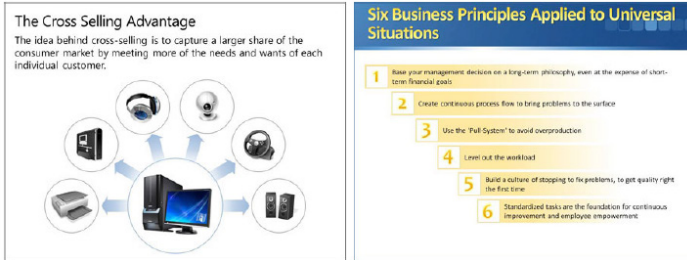 The Cross Selling Advantage
The idea behind cross-selling is to capture a larger share of the
consumer market by meeting more of the needs and wants of each
individual customer.
Six Business Principles Applied to Universal
Situations
1
Base your management decision on a long-term philosophy, even at the expense of short-
term financial goals
2
Create continuous process flow to bring problems to the surface
3
Use the 'Pull-System' to avoid overproduction
4
Level out the workload
5
Build a culture of stopping to fix problems, to get quality right
the first time
6
Standardized tasks are the foundation for continuous
improvement and employee empowerment